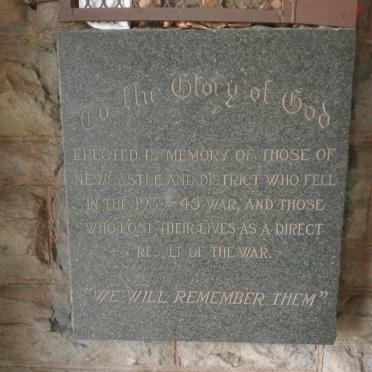 To the Glory of God
ERECTED IN MEMORY OF THOSE OF
NEWCASTLE AND DISTRICT WHO FELL
IN THE 1939-45 WAR, AND THOSE
WHO LOST THEIR LIVES AS A DIRECT
RESULT OF THE WAR.
"WE WILL REMEMBER THEM"